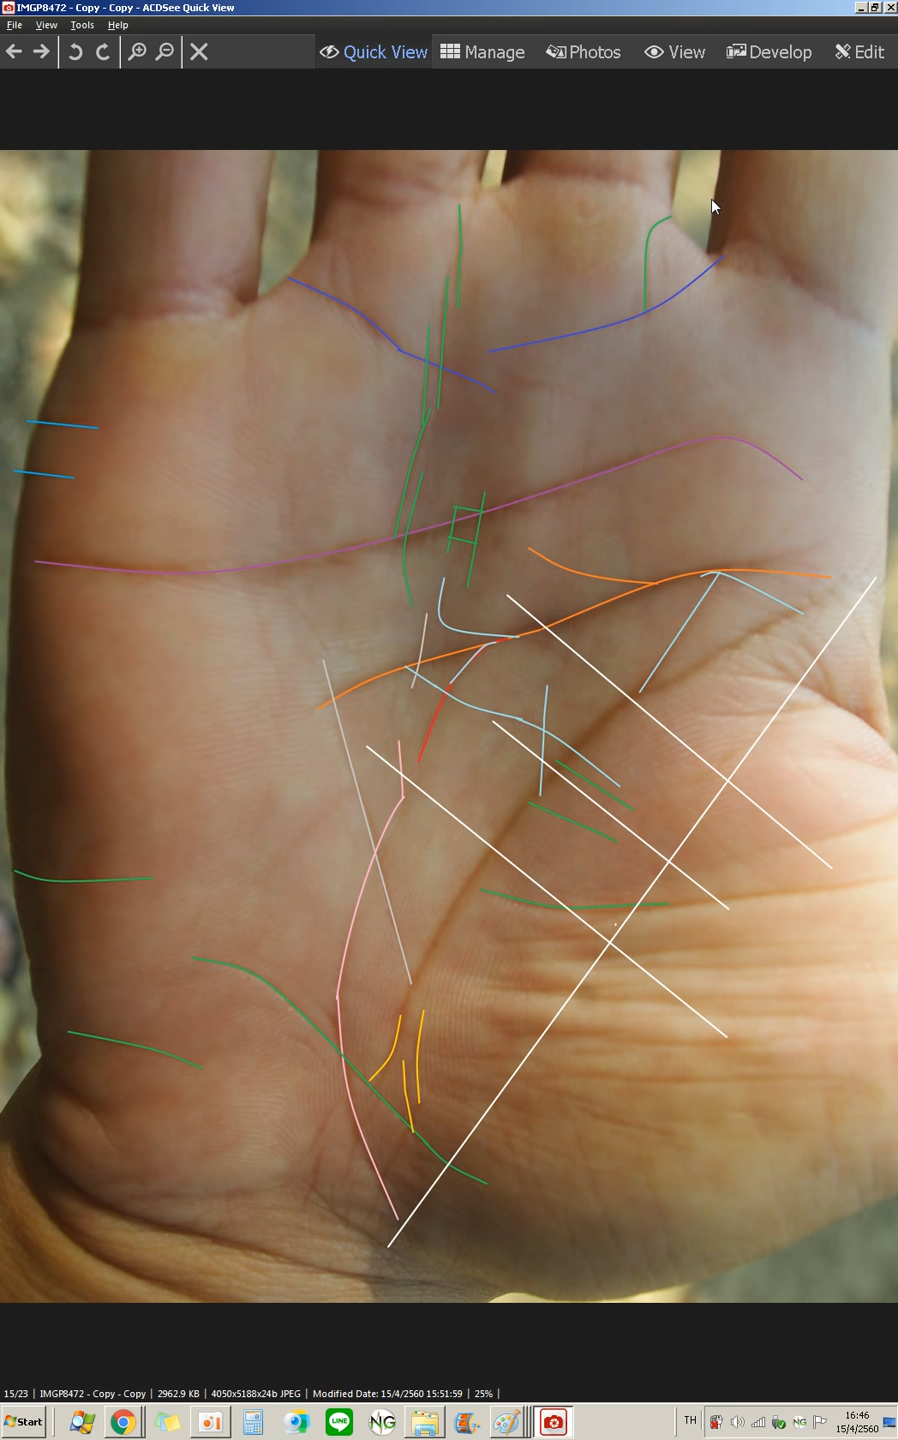 IMGP8472 - Copy - Copy - ACDSee Quick View
File View Tools Help
Quick View Manage Photos View Develop Edit
15/23 | IMGP8472 - Copy - Copy | 2962.9 KB | 4050x5188x24b JPEG | Modified Date: 15/4/2560 15:51:59 | 25% |
Start LINE NG TH NG 16:46
15/4/2560